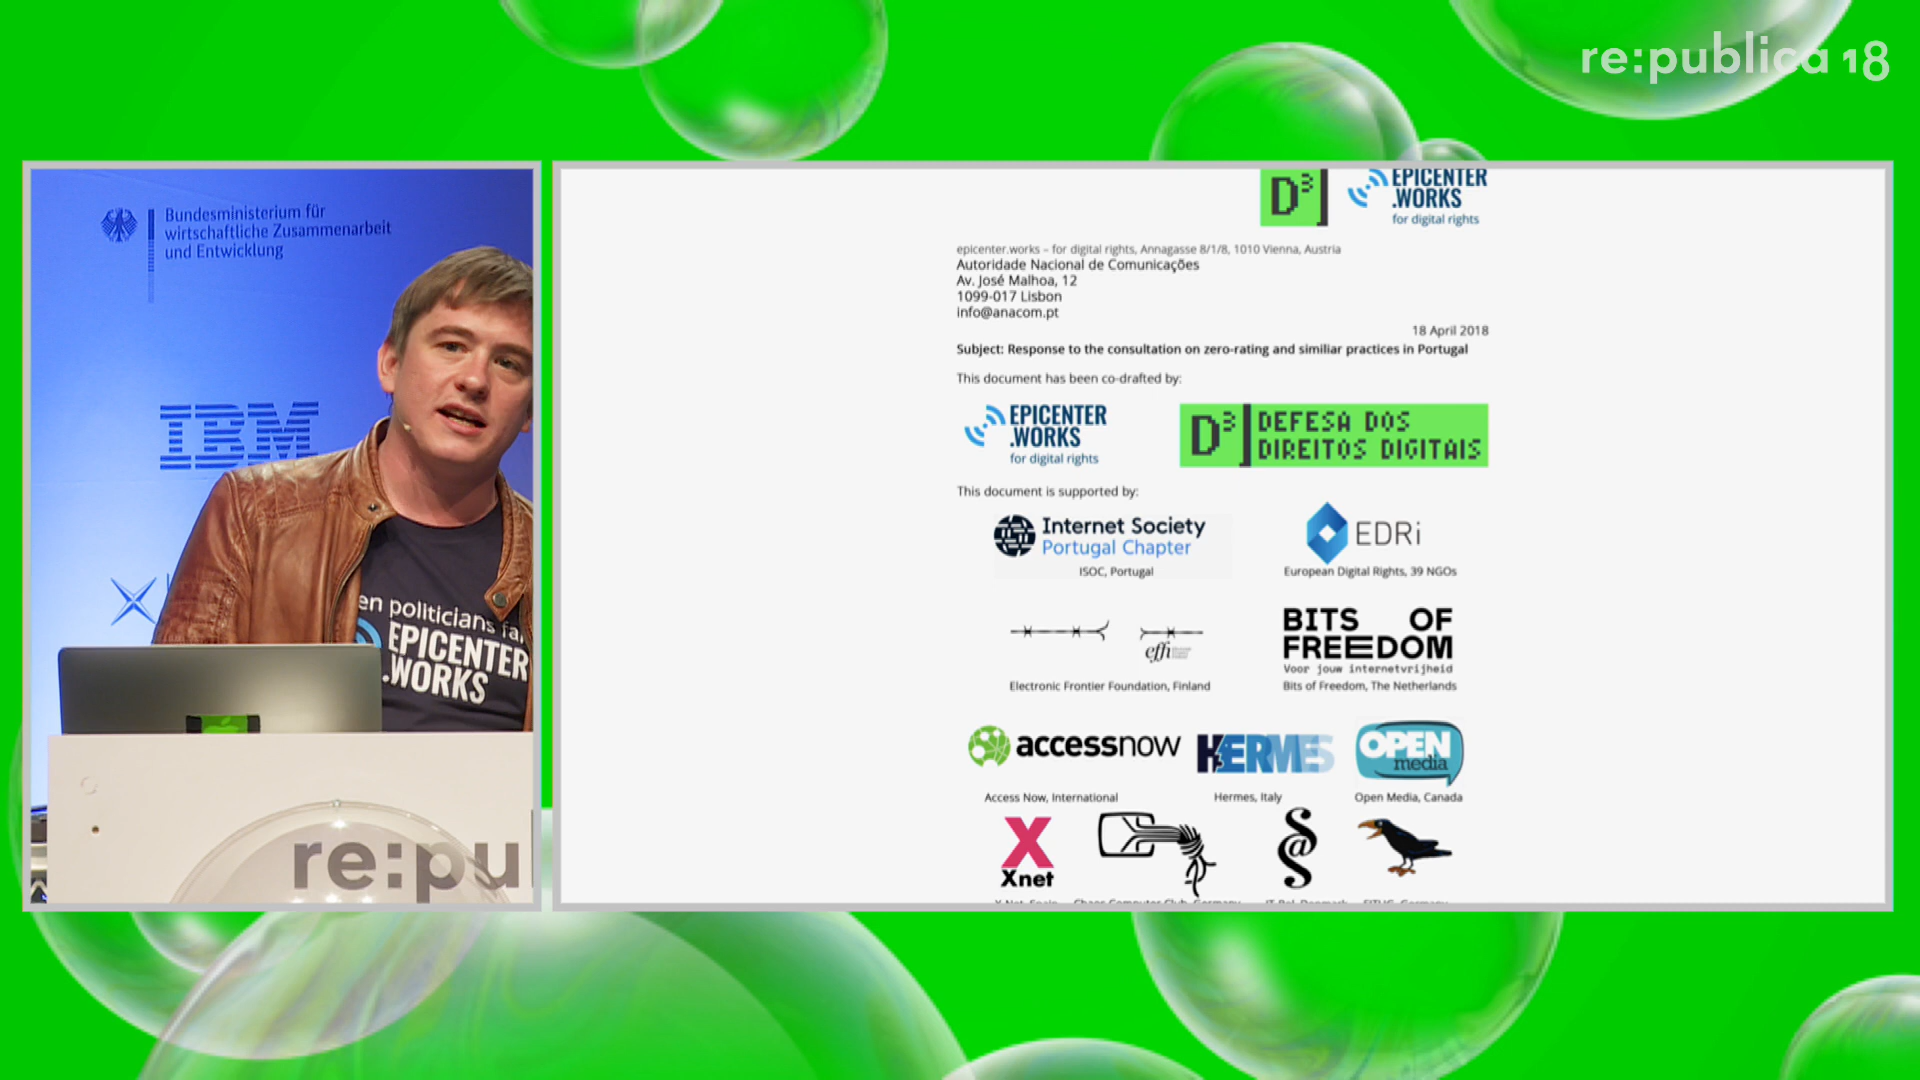 re:publica 18
Bundesministerium für
wirtschaftliche Zusammenarbeit
und Entwicklung
IBM
en politicians fa
EPICENTER
.WORKS
re:pu
D3
EPICENTER
.WORKS
for digital rights
epicenter.works – for digital rights, Annagasse 8/1/8, 1010 Vienna, Austria
Autoridade Nacional de Comunicações
Av. José Malhoa, 12
1099-017 Lisbon
info@anacom.pt
18 April 2018
Subject: Response to the consultation on zero-rating and similiar practices in Portugal
This document has been co-drafted by:
EPICENTER
.WORKS
for digital rights
D3
DEFESA DOS
DIREITOS DIGITAIS
This document is supported by:
Internet Society
Portugal Chapter
ISOC, Portugal
EDRi
European Digital Rights, 39 NGOs
effi
Electronic Frontier Foundation, Finland
BITS OF
FREEDOM
Voor jouw internetvrijheid
Bits of Freedom, The Netherlands
accessnow
Access Now, International
HERMES
Hermes, Italy
OPEN
media
Open Media, Canada
X
Xnet
§@